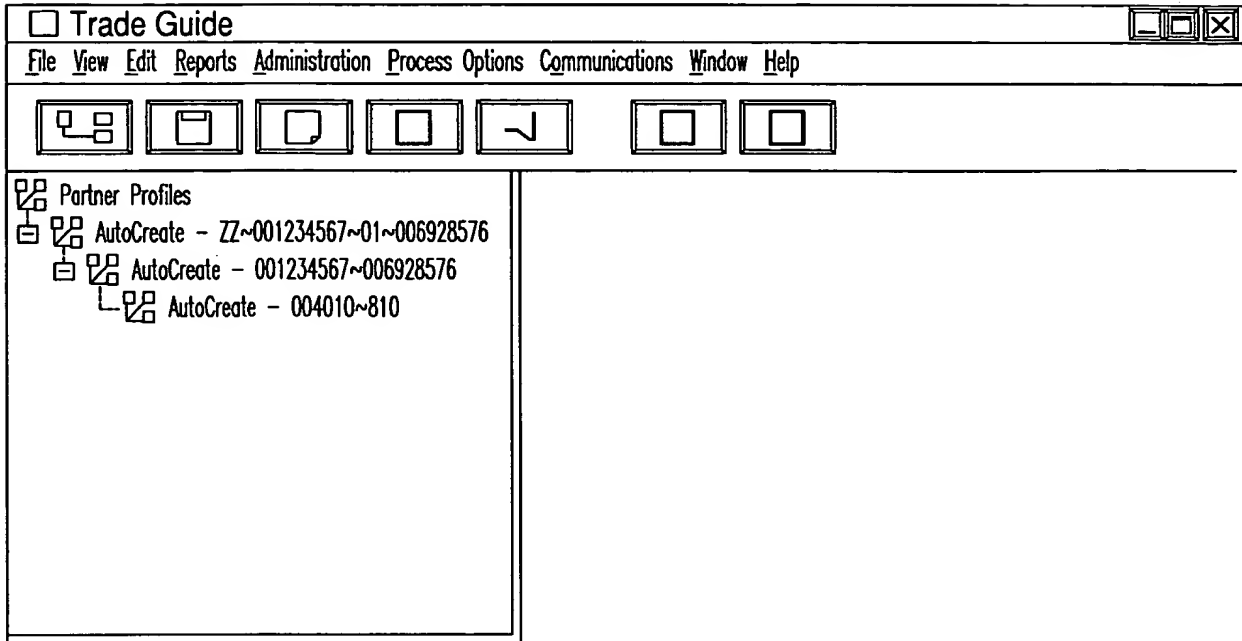 Trade Guide
File View Edit Reports Administration Process Options Communications Window Help
Partner Profiles
AutoCreate – ZZ~001234567~01~006928576
AutoCreate – 001234567~006928576
AutoCreate – 004010~810